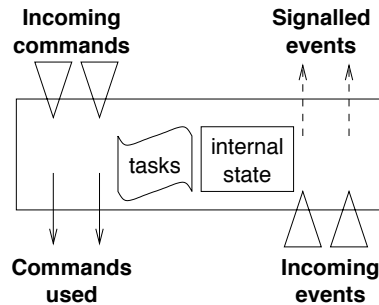 Incoming
commands
Signalled
events
tasks
internal
state
Commands
used
Incoming
events